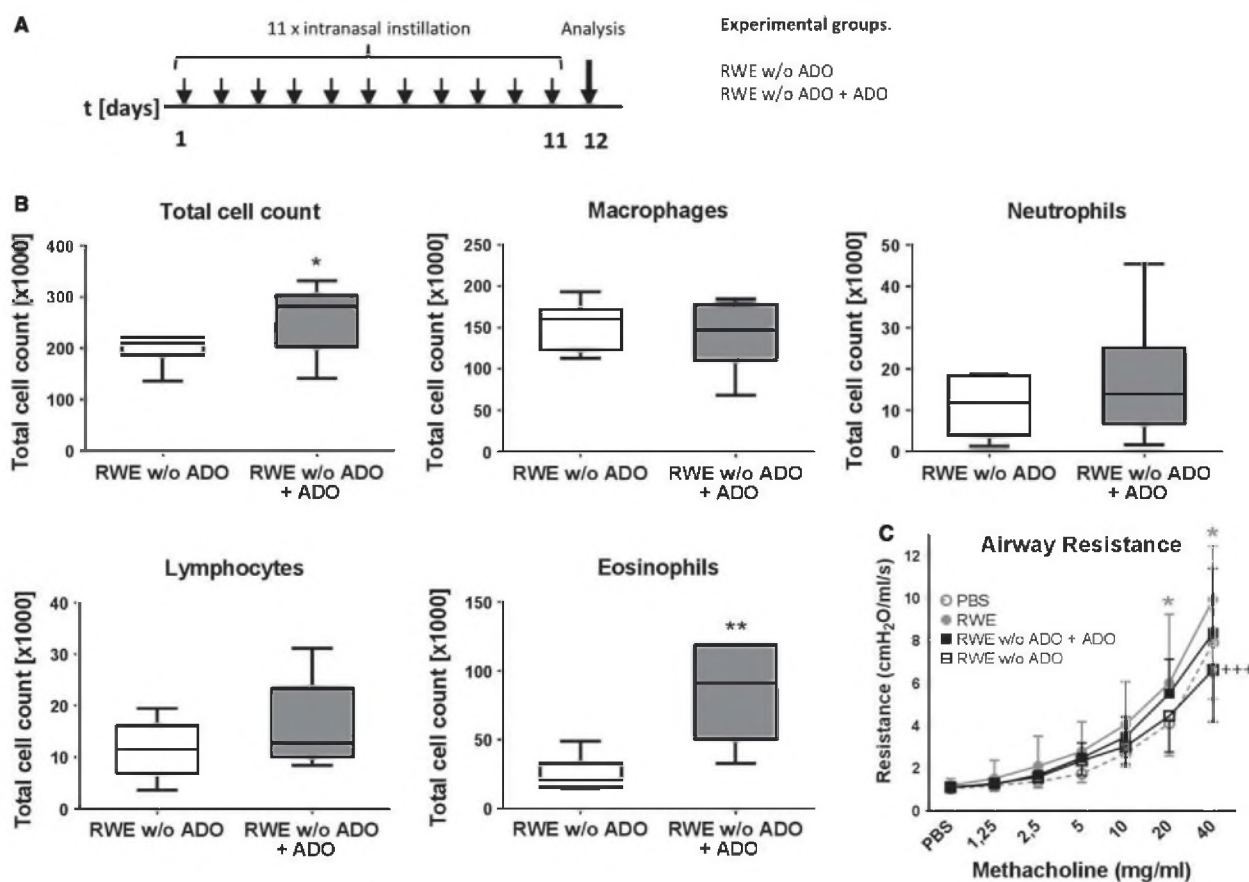 A
11 x intranasal instillation
Analysis
t [days]
1
11
12
Experimental groups.
RWE w/o ADO
RWE w/o ADO + ADO
B
Total cell count
Total cell count [x1000]
400
300
200
100
0
*
RWE w/o ADO
RWE w/o ADO
+ ADO
Macrophages
Total cell count [x1000]
250
200
150
100
50
0
RWE w/o ADO
RWE w/o ADO
+ ADO
Neutrophils
Total cell count [x1000]
50
40
30
20
10
0
RWE w/o ADO
RWE w/o ADO
+ ADO
Lymphocytes
Total cell count [x1000]
40
30
20
10
0
RWE w/o ADO
RWE w/o ADO
+ ADO
Eosinophils
Total cell count [x1000]
150
100
50
0
**
RWE w/o ADO
RWE w/o ADO
+ ADO
C
Airway Resistance
Resistance (cmH₂O/ml/s)
12
10
8
6
4
2
0
PBS
RWE
RWE w/o ADO + ADO
RWE w/o ADO
*
*
+++
PBS
1,25
2,5
5
10
20
40
Methacholine (mg/ml)